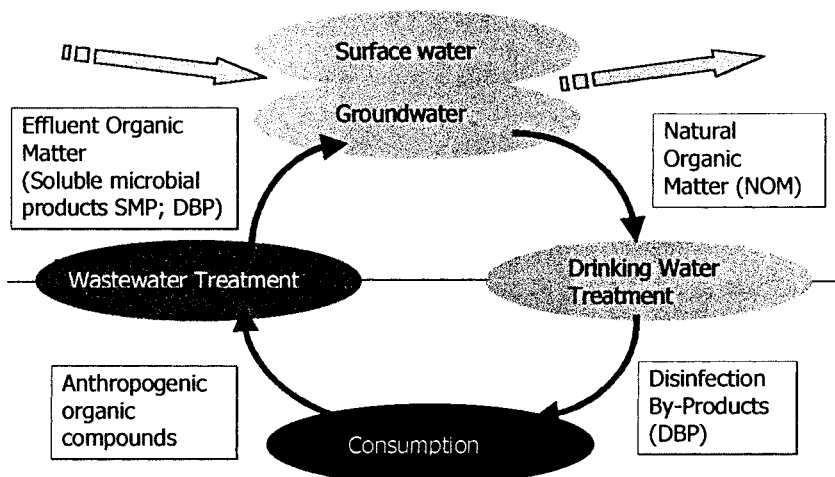 Surface water
Groundwater
Effluent Organic
Matter
(Soluble microbial
products SMP; DBP)
Natural
Organic
Matter (NOM)
Wastewater Treatment
Drinking Water
Treatment
Anthropogenic
organic
compounds
Disinfection
By-Products
(DBP)
Consumption